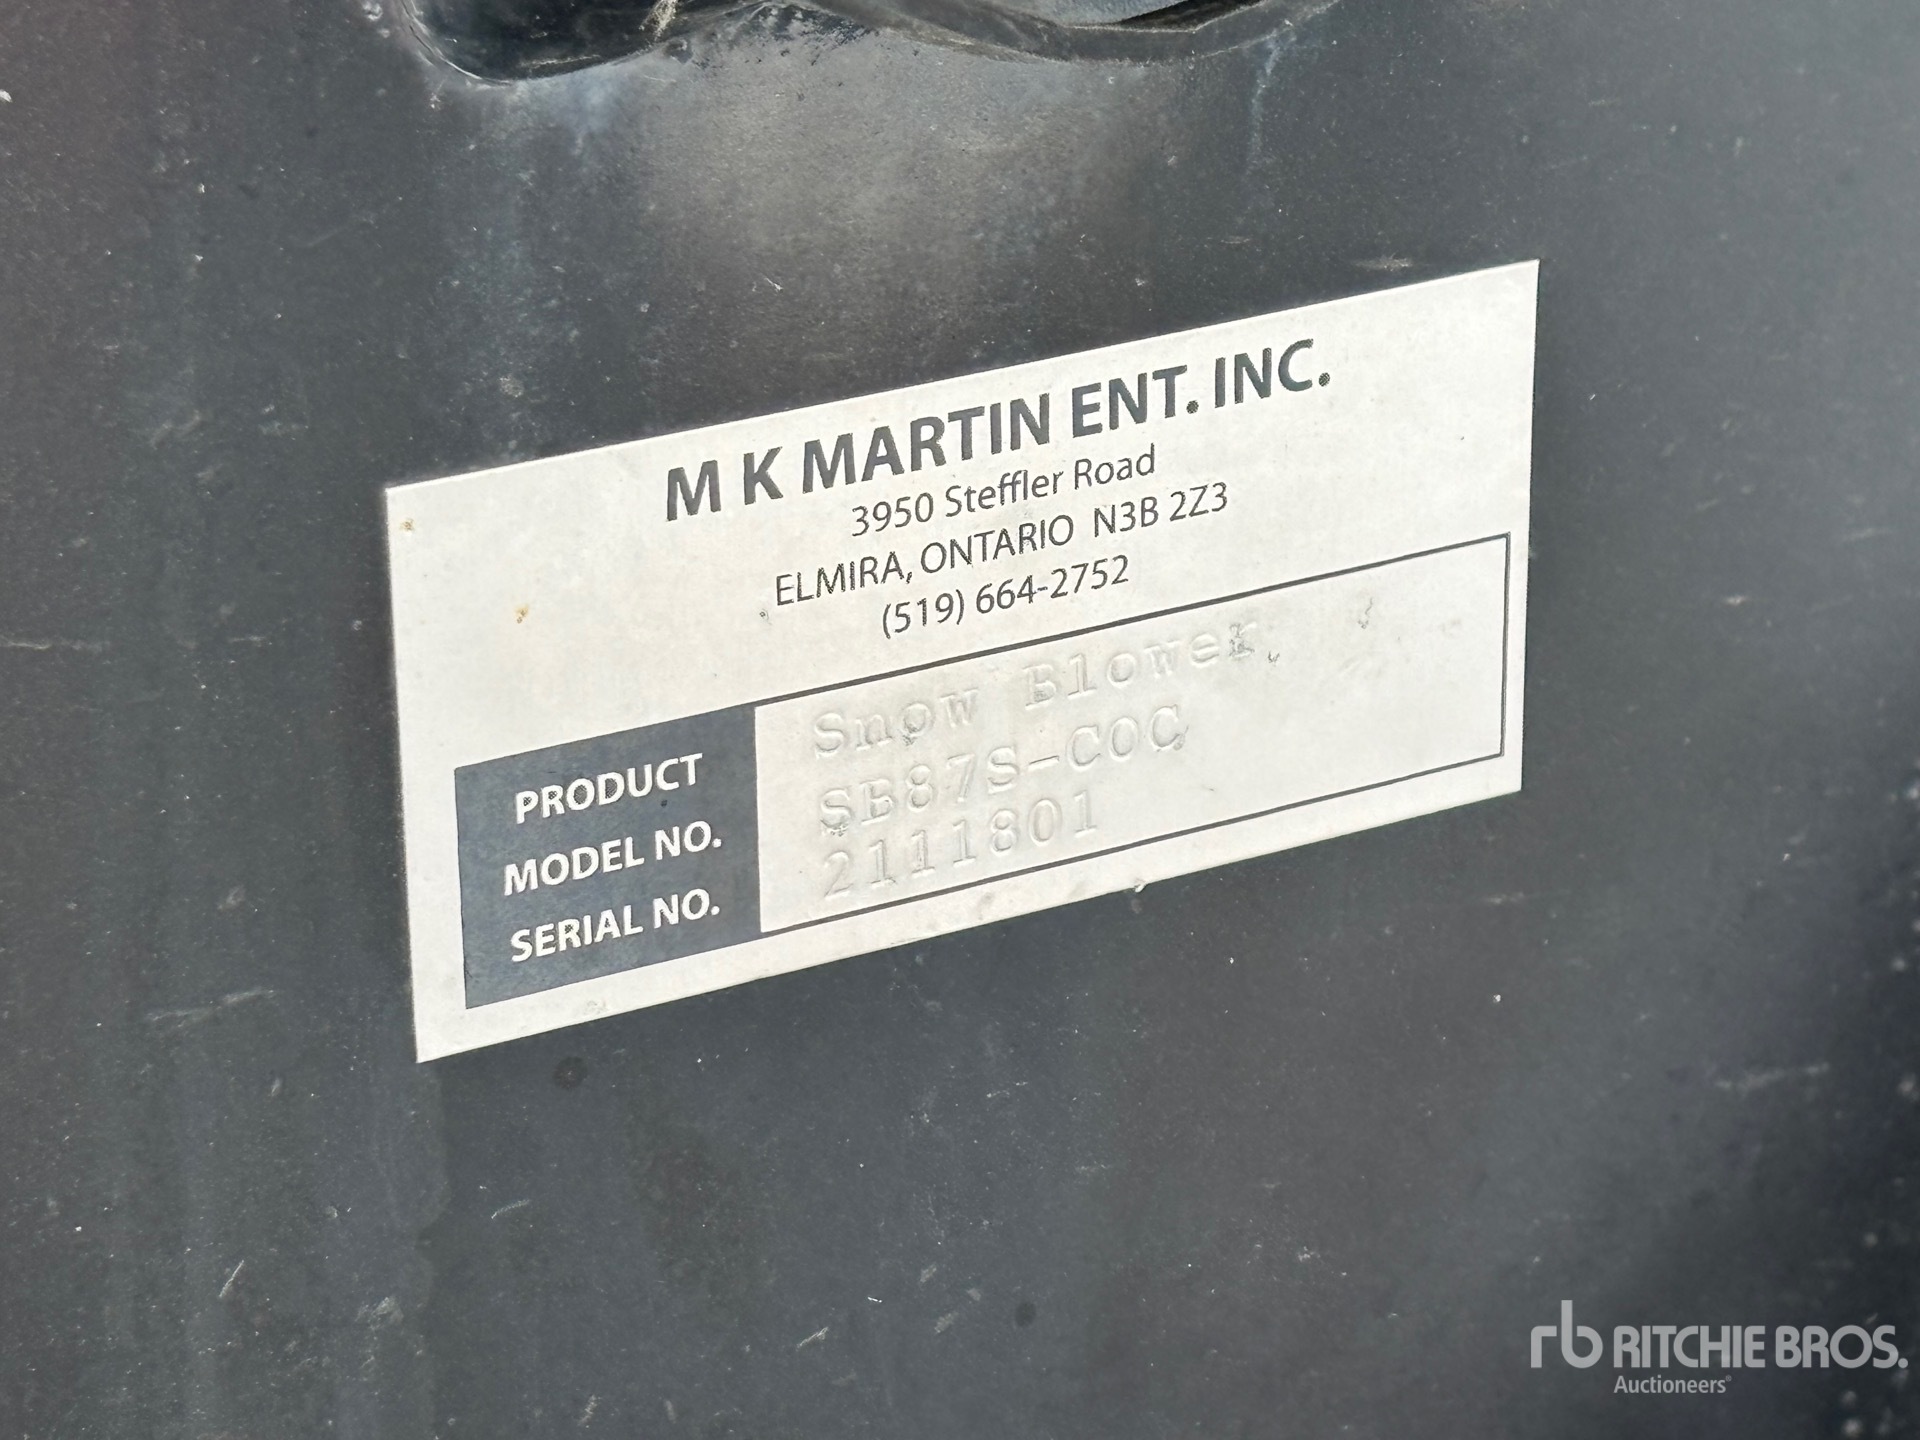 M K MARTIN ENT. INC.
3950 Steffler Road
ELMIRA, ONTARIO N3B 2Z3
(519) 664-2752
PRODUCT Snow Blower
MODEL NO. SB87S-COC
SERIAL NO. 2111801
rb RITCHIE BROS.
Auctioneers®